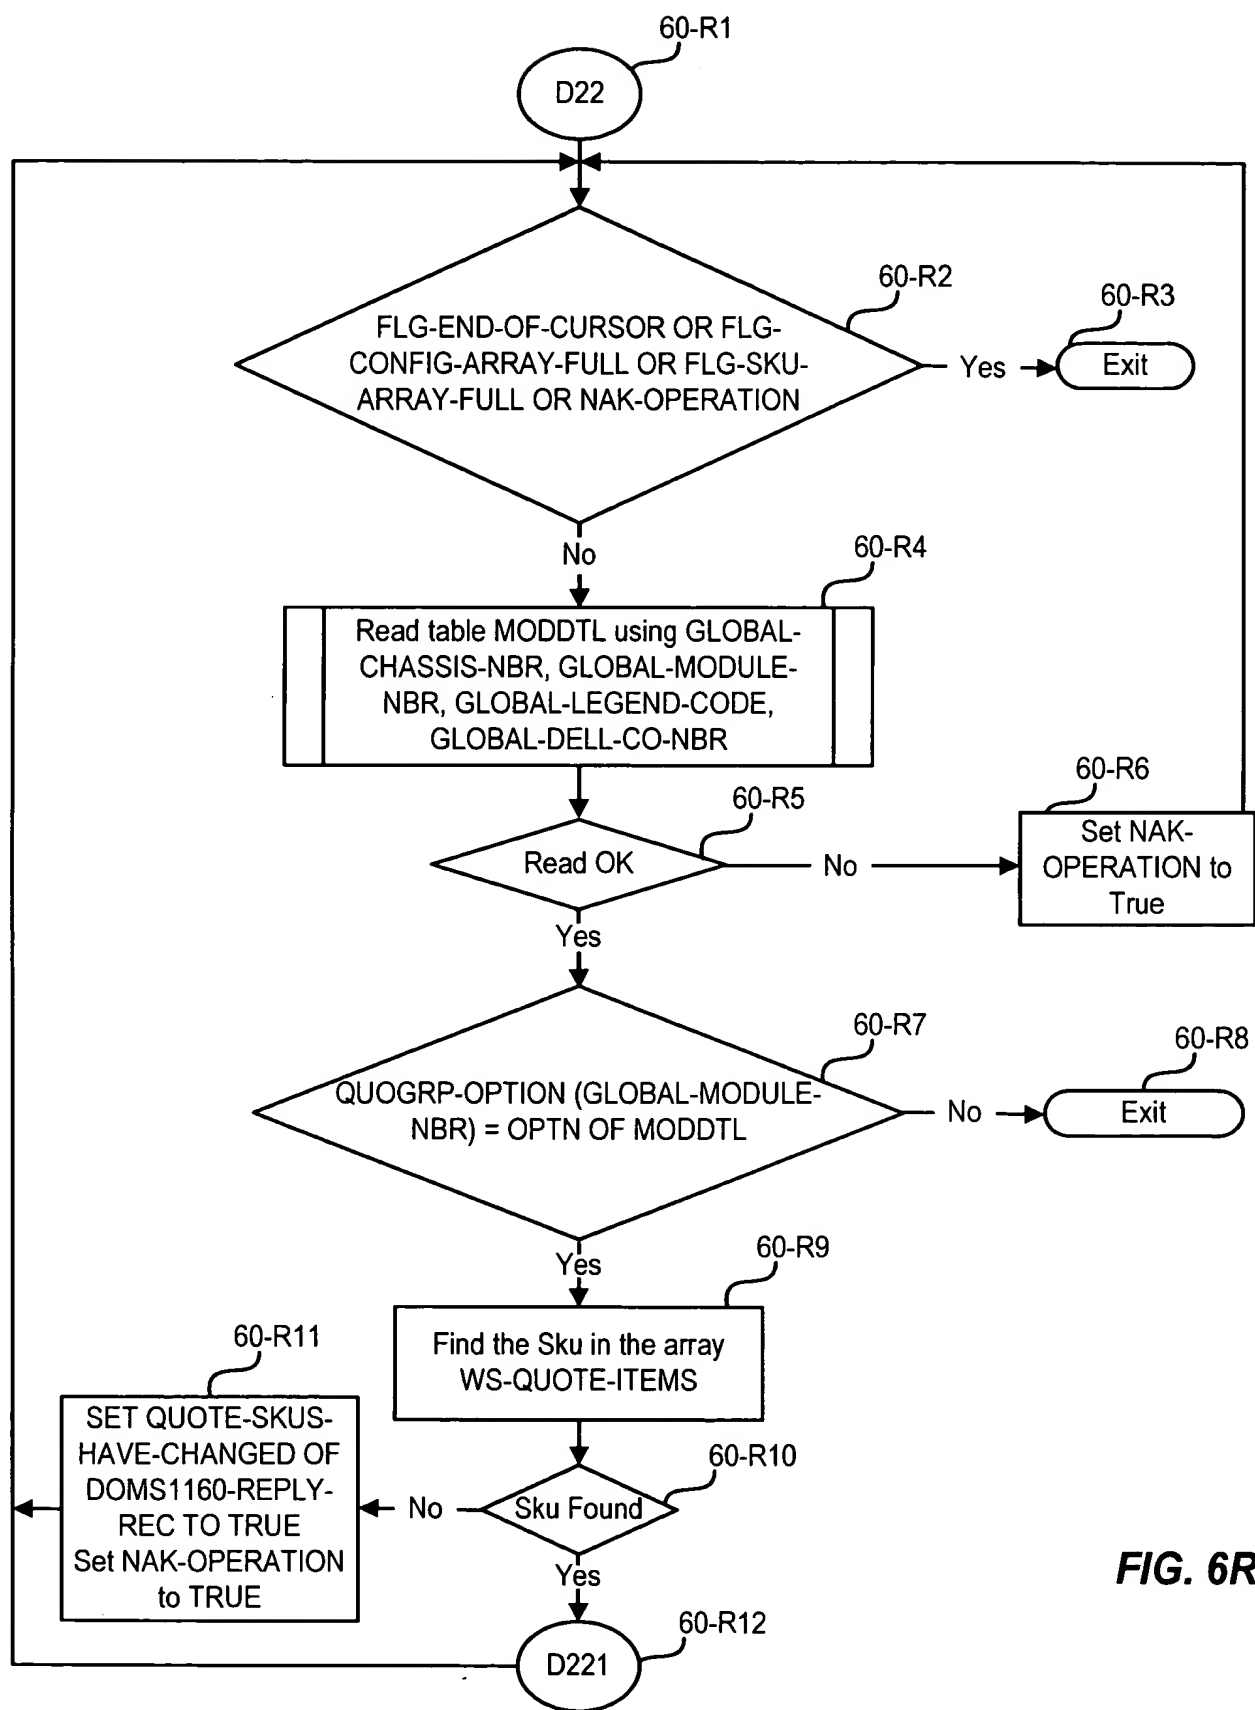 60-R1
D22
60-R2
FLG-END-OF-CURSOR OR FLG-
CONFIG-ARRAY-FULL OR FLG-SKU-
ARRAY-FULL OR NAK-OPERATION
Yes
60-R3
Exit
No
60-R4
Read table MODDTL using GLOBAL-
CHASSIS-NBR, GLOBAL-MODULE-
NBR, GLOBAL-LEGEND-CODE,
GLOBAL-DELL-CO-NBR
60-R5
Read OK
No
60-R6
Set NAK-
OPERATION to
True
Yes
60-R7
QUOGRP-OPTION (GLOBAL-MODULE-
NBR) = OPTN OF MODDTL
No
60-R8
Exit
Yes
60-R9
Find the Sku in the array
WS-QUOTE-ITEMS
60-R10
Sku Found
No
60-R11
SET QUOTE-SKUS-
HAVE-CHANGED OF
DOMS1160-REPLY-
REC TO TRUE
Set NAK-OPERATION
to TRUE
Yes
60-R12
D221
FIG. 6R